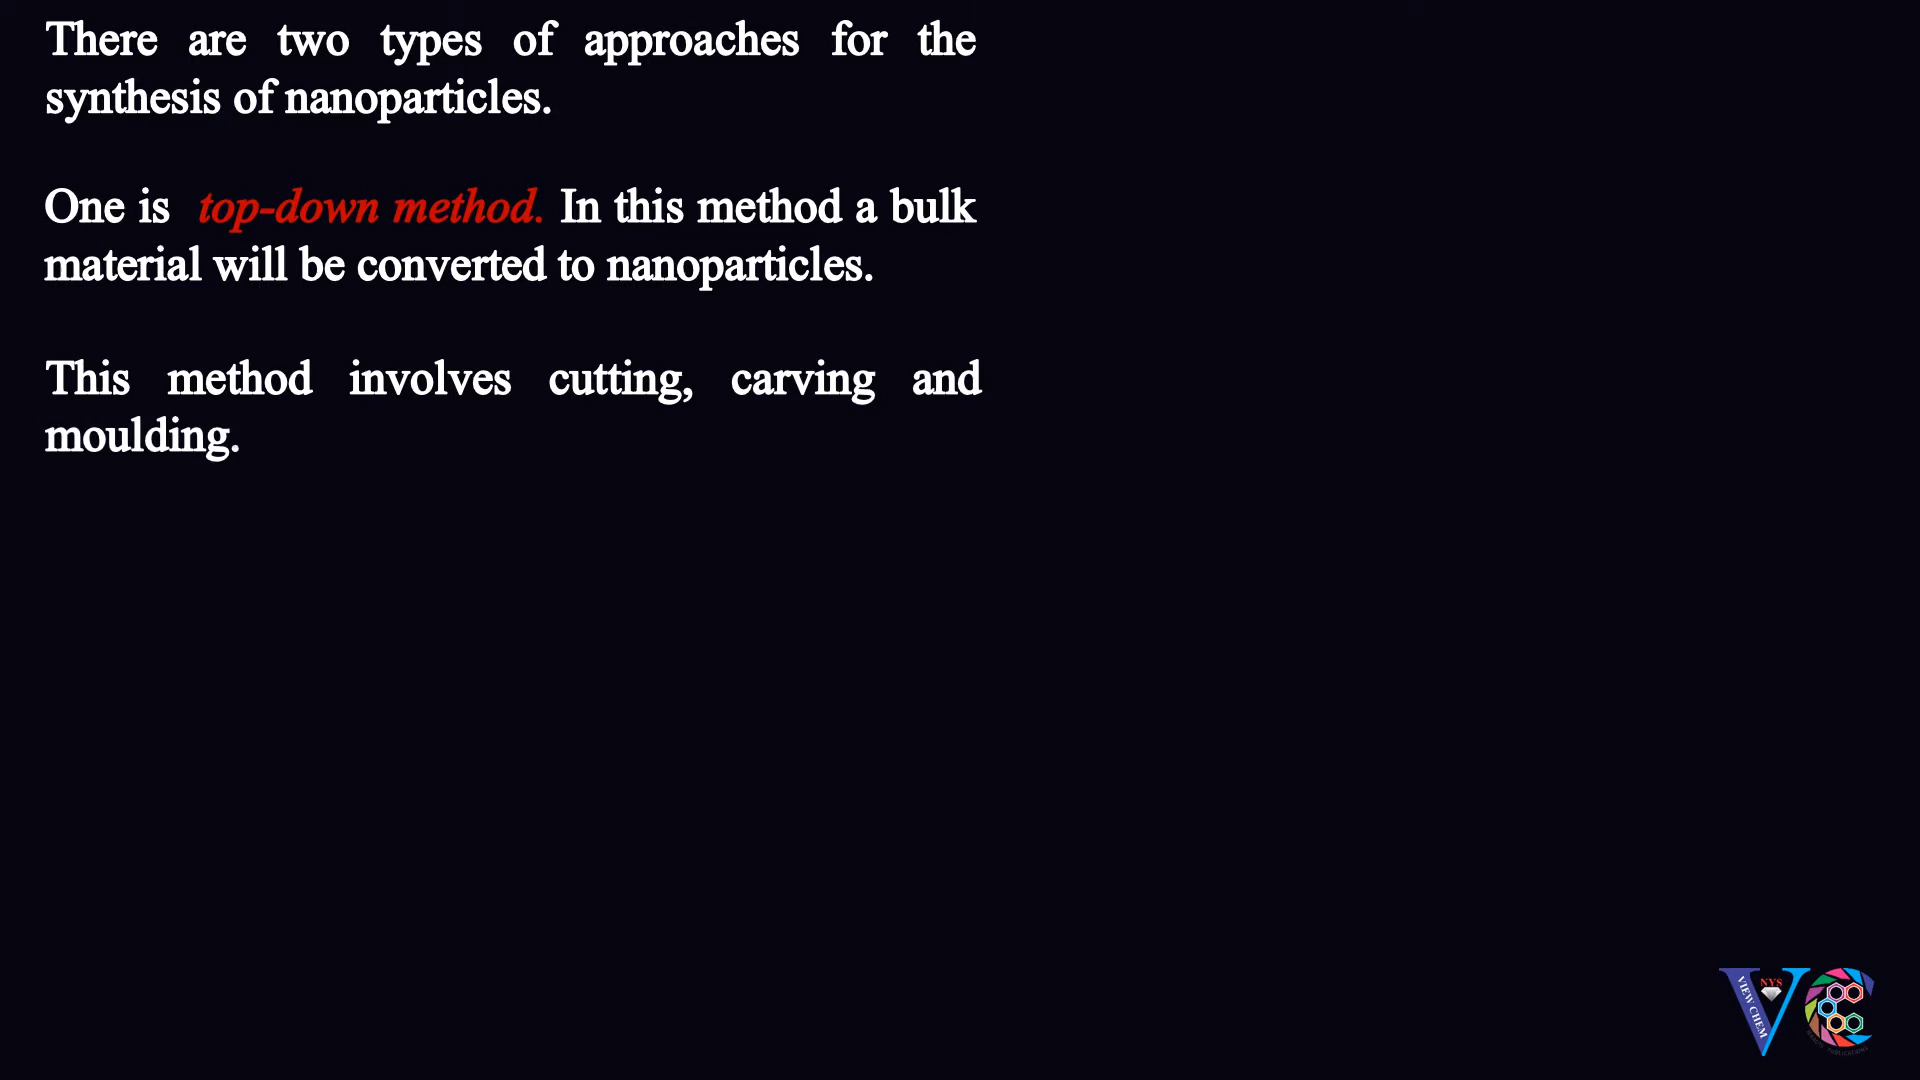 There are two types of approaches for the
synthesis of nanoparticles.
One is top-down method. In this method a bulk
material will be converted to nanoparticles.
This method involves cutting, carving and
moulding.
NYS
VIEW CHEM